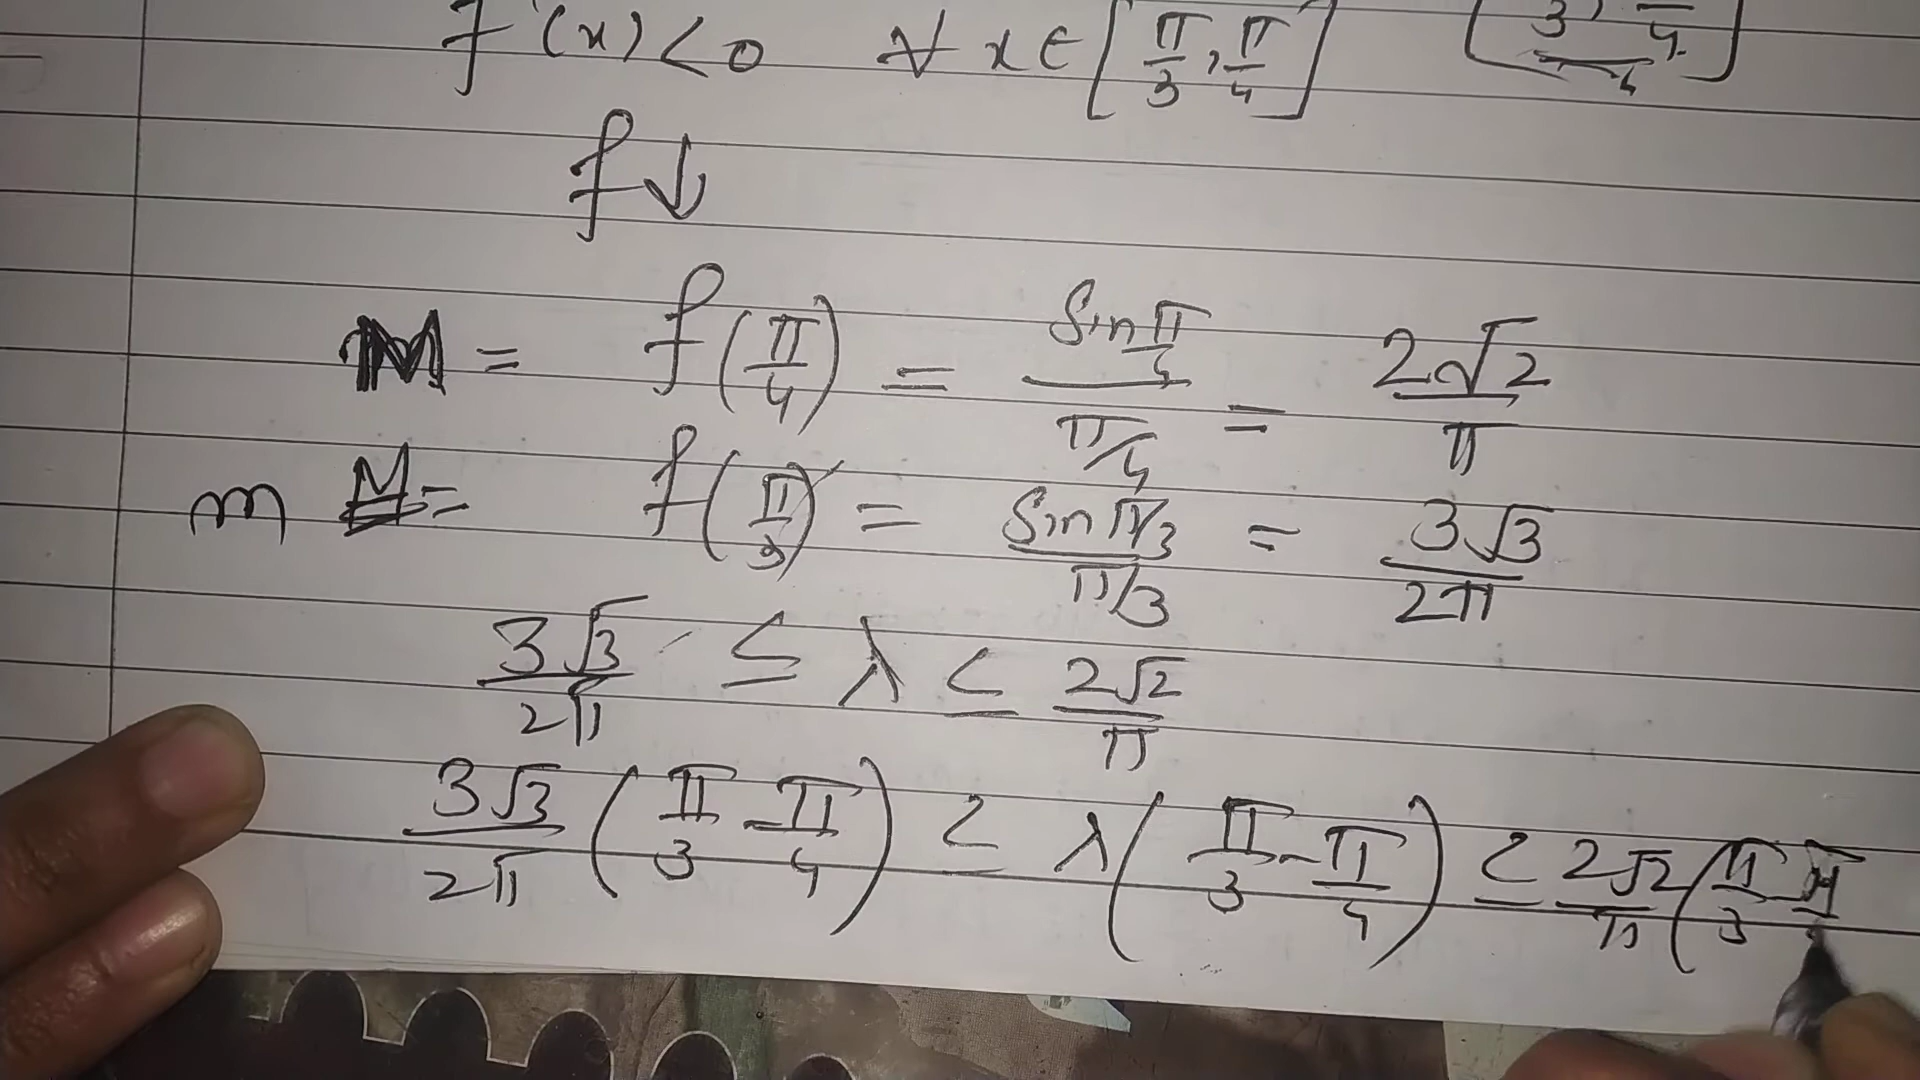 f'(x) < 0 ∀ x ∈ [π/3, π/4]
f↓
M = f(π/4) = (Sin π/4)/(π/4) = 2√2/π
m = f(π/3) = (Sin π/3)/(π/3) = 3√3/2π
3√3/2π ≤ λ ≤ 2√2/π
3√3/2π (π/3 - π/4) ≤ λ(π/3 - π/4) ≤ 2√2/π (π/3 - π